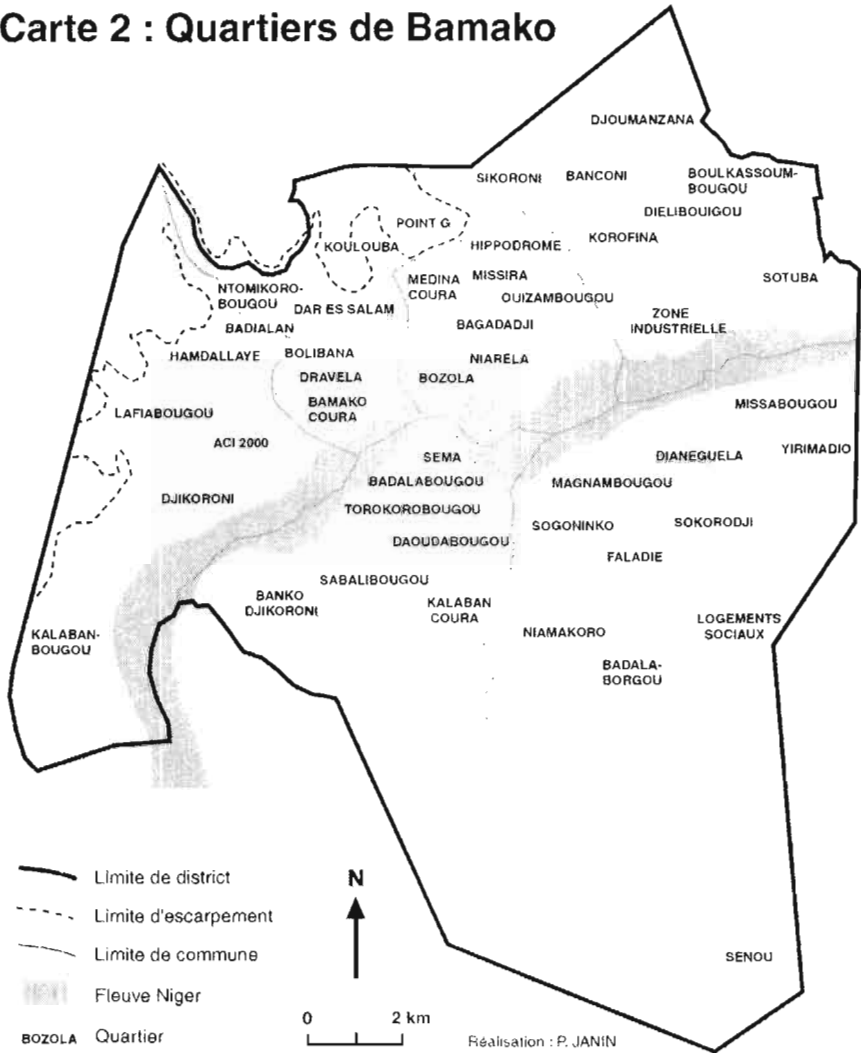 Carte 2 : Quartiers de Bamako
DJOUMANZANA
SIKORONI
BANCONI
BOULKASSOUM-
BOUGOU
DIELIBOUIGOU
POINT G
KOULOUBA
HIPPODROME
KOROFINA
MEDINA
COURA
MISSIRA
SOTUBA
NTOMIKORO-
BOUGOU
DAR ES SALAM
OUIZAMBOUGOU
ZONE
INDUSTRIELLE
BADIALAN
BAGADADJI
HAMDALLAYE
BOLIBANA
NIARELA
DRAVELA
BOZOLA
BAMAKO
COURA
MISSABOUGOU
LAFIABOUGOU
ACI 2000
SEMA
DIANEGUELA
YIRIMADIO
BADALABOUGOU
MAGNAMBOUGOU
DJIKORONI
TOROKOROBOUGOU
SOGONINKO
SOKORODJI
DAOUDABOUGOU
FALADIE
SABALIBOUGOU
BANKO
DJIKORONI
KALABAN
COURA
KALABAN-
BOUGOU
NIAMAKORO
LOGEMENTS
SOCIAUX
BADALA-
BORGOU
SENOU
Limite de district
Limite d'escarpement
Limite de commune
Fleuve Niger
BOZOLA Quartier
N
0 2 km
Réalisation : P. JANIN